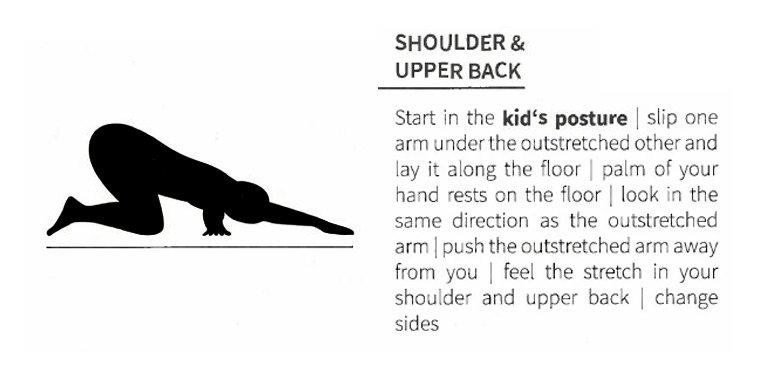 SHOULDER &
UPPER BACK
Start in the kid‘s posture | slip one
arm under the outstretched other and
lay it along the floor | palm of your
hand rests on the floor | look in the
same direction as the outstretched
arm | push the outstretched arm away
from you | feel the stretch in your
shoulder and upper back | change
sides